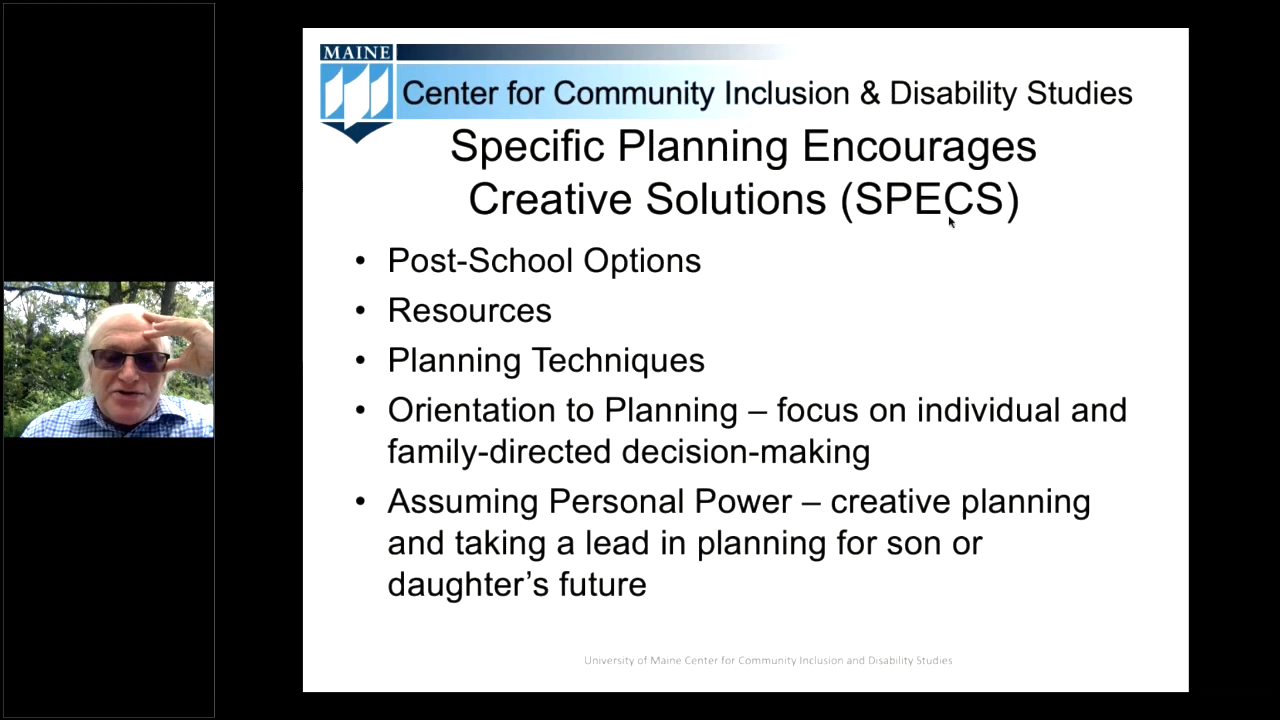 MAINE
Center for Community Inclusion & Disability Studies
Specific Planning Encourages
Creative Solutions (SPECS)
• Post-School Options
• Resources
• Planning Techniques
• Orientation to Planning – focus on individual and
family-directed decision-making
• Assuming Personal Power – creative planning
and taking a lead in planning for son or
daughter’s future
University of Maine Center for Community Inclusion and Disability Studies